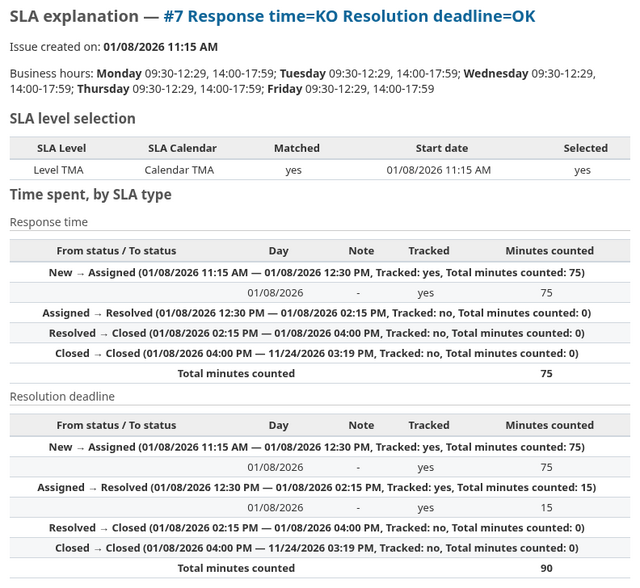 SLA explanation — #7 Response time=KO Resolution deadline=OK
Issue created on: 01/08/2026 11:15 AM
Business hours: Monday 09:30-12:29, 14:00-17:59; Tuesday 09:30-12:29, 14:00-17:59; Wednesday 09:30-12:29,
14:00-17:59; Thursday 09:30-12:29, 14:00-17:59; Friday 09:30-12:29, 14:00-17:59
SLA level selection
SLA Level SLA Calendar Matched Start date Selected
Level TMA Calendar TMA yes 01/08/2026 11:15 AM yes
Time spent, by SLA type
Response time
From status / To status Day Note Tracked Minutes counted
New → Assigned (01/08/2026 11:15 AM — 01/08/2026 12:30 PM, Tracked: yes, Total minutes counted: 75)
01/08/2026 - yes 75
Assigned → Resolved (01/08/2026 12:30 PM — 01/08/2026 02:15 PM, Tracked: no, Total minutes counted: 0)
Resolved → Closed (01/08/2026 02:15 PM — 01/08/2026 04:00 PM, Tracked: no, Total minutes counted: 0)
Closed → Closed (01/08/2026 04:00 PM — 11/24/2026 03:19 PM, Tracked: no, Total minutes counted: 0)
Total minutes counted 75
Resolution deadline
From status / To status Day Note Tracked Minutes counted
New → Assigned (01/08/2026 11:15 AM — 01/08/2026 12:30 PM, Tracked: yes, Total minutes counted: 75)
01/08/2026 - yes 75
Assigned → Resolved (01/08/2026 12:30 PM — 01/08/2026 02:15 PM, Tracked: yes, Total minutes counted: 15)
01/08/2026 - yes 15
Resolved → Closed (01/08/2026 02:15 PM — 01/08/2026 04:00 PM, Tracked: no, Total minutes counted: 0)
Closed → Closed (01/08/2026 04:00 PM — 11/24/2026 03:19 PM, Tracked: no, Total minutes counted: 0)
Total minutes counted 90